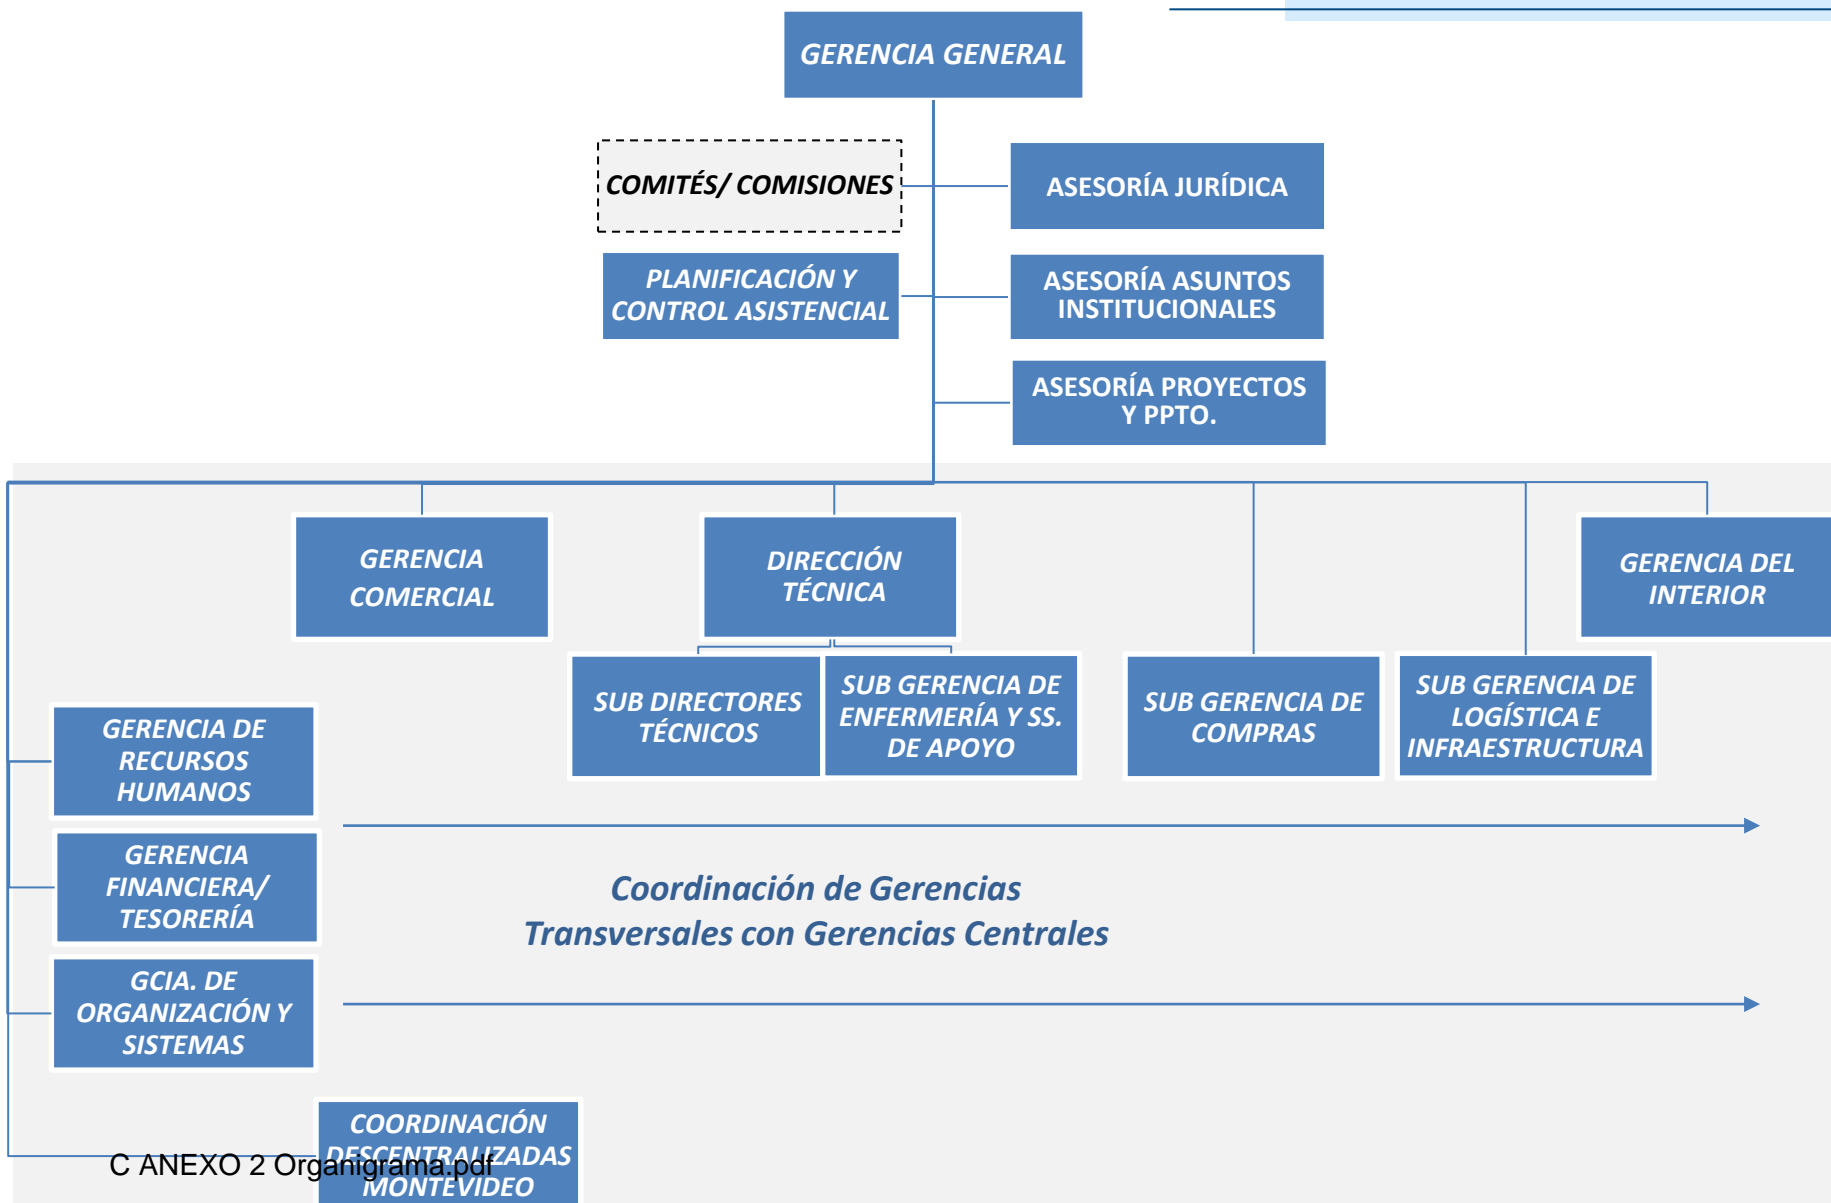 GERENCIA GENERAL
COMITÉS/ COMISIONES
ASESORÍA JURÍDICA
PLANIFICACIÓN Y
CONTROL ASISTENCIAL
ASESORÍA ASUNTOS
INSTITUCIONALES
ASESORÍA PROYECTOS
Y PPTO.
GERENCIA
COMERCIAL
DIRECCIÓN
TÉCNICA
GERENCIA DEL
INTERIOR
SUB DIRECTORES
TÉCNICOS
SUB GERENCIA DE
ENFERMERÍA Y SS.
DE APOYO
SUB GERENCIA DE
COMPRAS
SUB GERENCIA DE
LOGÍSTICA E
INFRAESTRUCTURA
GERENCIA DE
RECURSOS
HUMANOS
GERENCIA
FINANCIERA/
TESORERÍA
Coordinación de Gerencias
Transversales con Gerencias Centrales
GCIA. DE
ORGANIZACIÓN Y
SISTEMAS
COORDINACIÓN
DESCENTRALIZADAS
MONTEVIDEO
C ANEXO 2 Organigrama.pdf